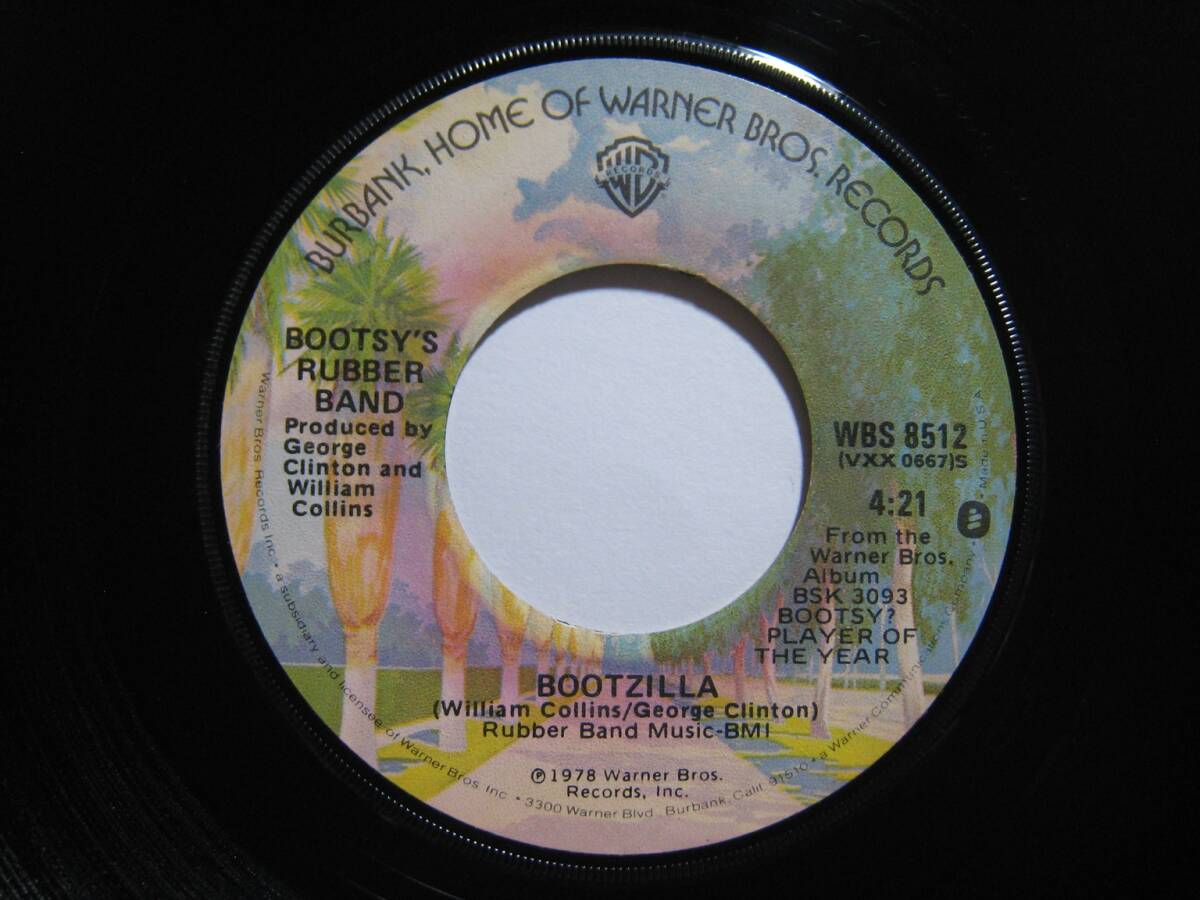 BURBANK, HOME OF WARNER BROS. RECORDS
WB
RECORDS
BOOTSY'S
RUBBER
BAND
Produced by
George
Clinton and
William
Collins
WBS 8512
(VXX 0667)S
4:21
From the
Warner Bros.
Album
BSK 3093
BOOTSY?
PLAYER OF
THE YEAR
BOOTZILLA
(William Collins/George Clinton)
Rubber Band Music-BMI
℗1978 Warner Bros.
Records, Inc.
Warner Bros. Records Inc. • a subsidiary and licensee of Warner Bros. Inc. • 3300 Warner Blvd., Burbank, Calif. 91510 • a Warner Communications Company • Made in U.S.A.